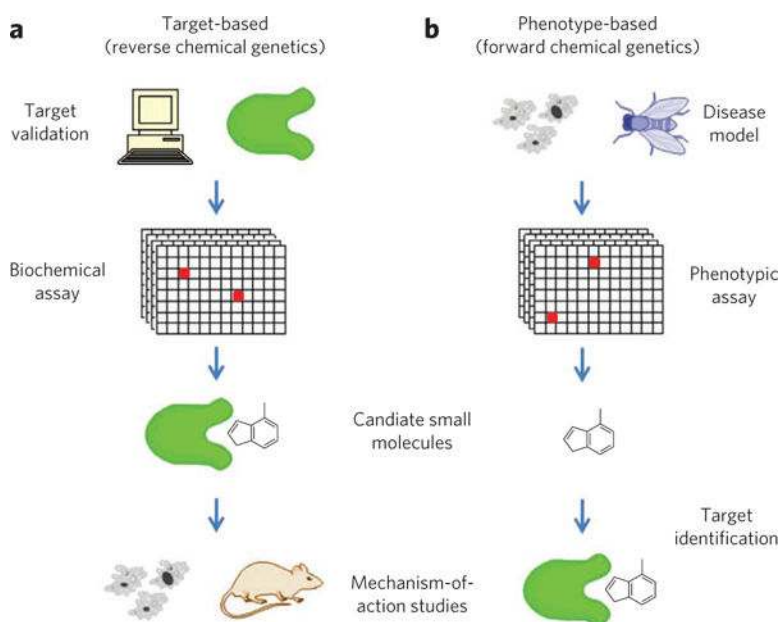 a
Target-based
(reverse chemical genetics)
Target
validation
Biochemical
assay
b
Phenotype-based
(forward chemical genetics)
Disease
model
Phenotypic
assay
Candiate small
molecules
Target
identification
Mechanism-of-
action studies